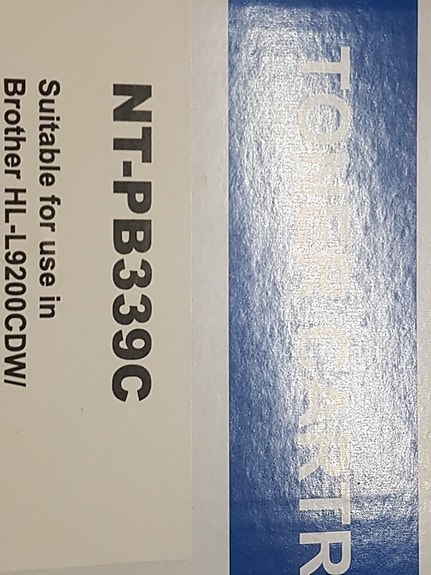 TONER CARTR
NT-PB339C
Suitable for use in
Brother HL-L9200CDW/